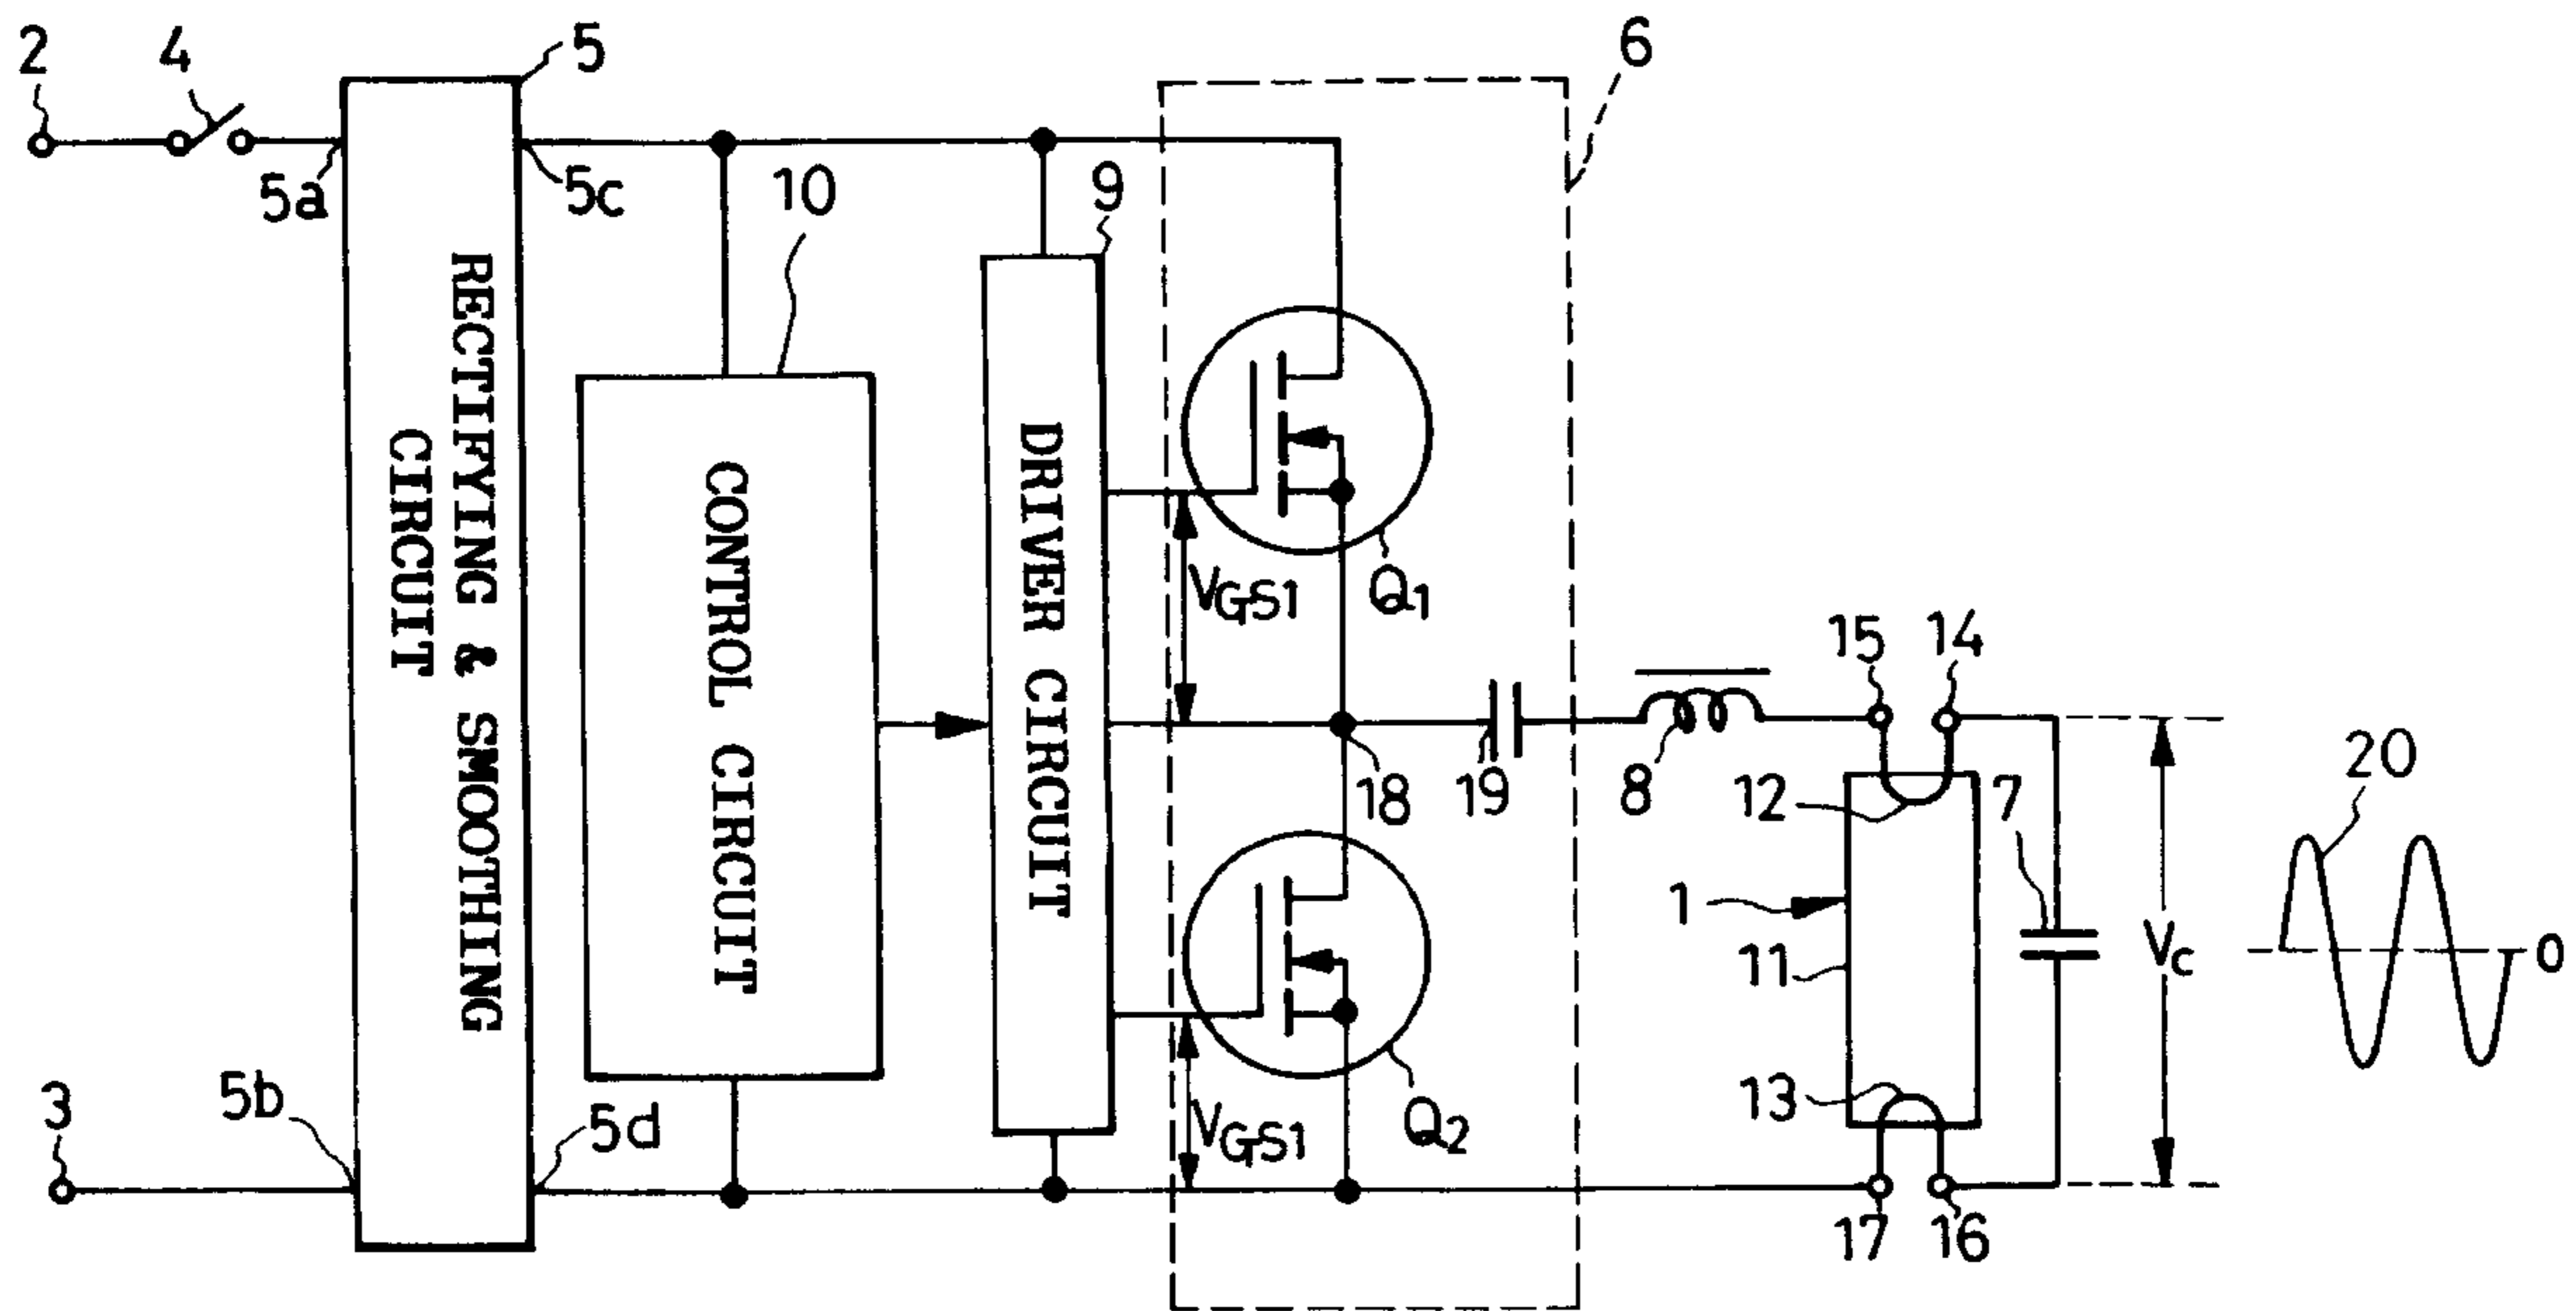 2
4
5
6
5a
5c
10
9
RECTIFYING & SMOOTHING
CIRCUIT
CONTROL CIRCUIT
DRIVER CIRCUIT
VGS1
Q1
15
14
18
19
8
12
7
20
1
11
Vc
0
13
5b
3
5d
VGS1
Q2
17
16